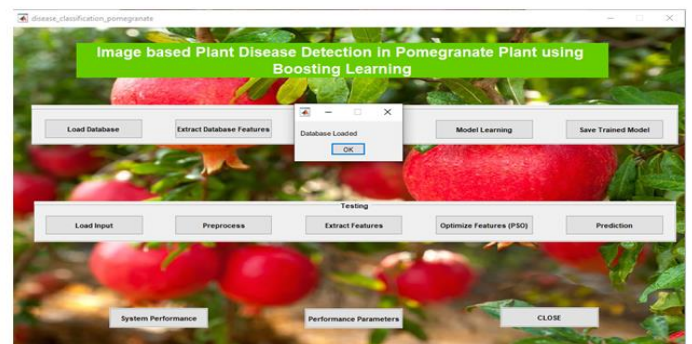 disease_classification_pomegranate
Image based Plant Disease Detection in Pomegranate Plant using
Boosting Learning
Load Database
Extract Database Features
Database Loaded
OK
Model Learning
Save Trained Model
Testing
Load Input
Preprocess
Extract Features
Optimize Features (PSO)
Prediction
System Performance
Performance Parameters
CLOSE